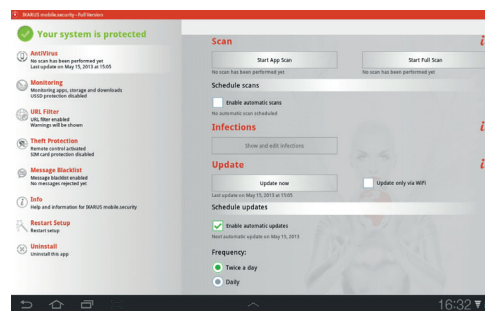 IKARUS mobile.security - Full Version
Your system is protected
AntiVirus
No scan has been performed yet
Last update on May 15, 2013 at 15:05
Monitoring
Monitoring apps, storage and downloads
USSD protection disabled
URL Filter
URL filter enabled
Warnings will be shown
Theft Protection
Remote control activated
SIM card protection disabled
Message Blacklist
Message blacklist enabled
No messages rejected yet
Info
Help and information for IKARUS mobile.security
Restart Setup
Restart setup
Uninstall
Uninstall this app
Scan
i
Start App Scan
Start Full Scan
No scan has been performed yet
No scan has been performed yet
Schedule scans
Enable automatic scans
No automatic scan scheduled
Infections
i
Show and edit infections
Update
i
Update now
Update only via WiFi
Last update on May 15, 2013 at 15:05
Schedule updates
Enable automatic updates
Next automatic update on May 15, 2013
Frequency:
Twice a day
Daily
16:32